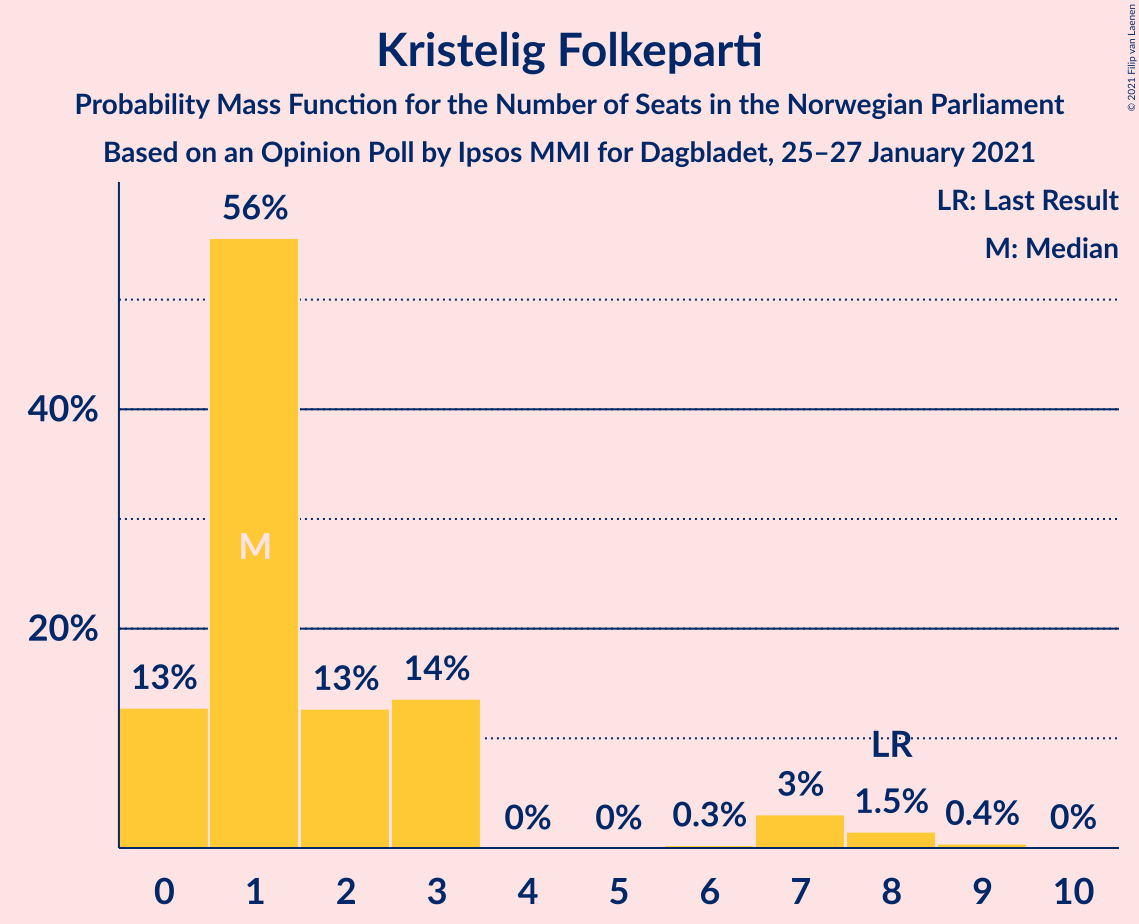 Kristelig Folkeparti
Probability Mass Function for the Number of Seats in the Norwegian Parliament
Based on an Opinion Poll by Ipsos MMI for Dagbladet, 25–27 January 2021
© 2021 Filip van Laenen
LR: Last Result
M: Median
56%
40%
M
20%
13%
13%
14%
LR
0%
0%
0.3%
3%
1.5%
0.4%
0%
0 1 2 3 4 5 6 7 8 9 10